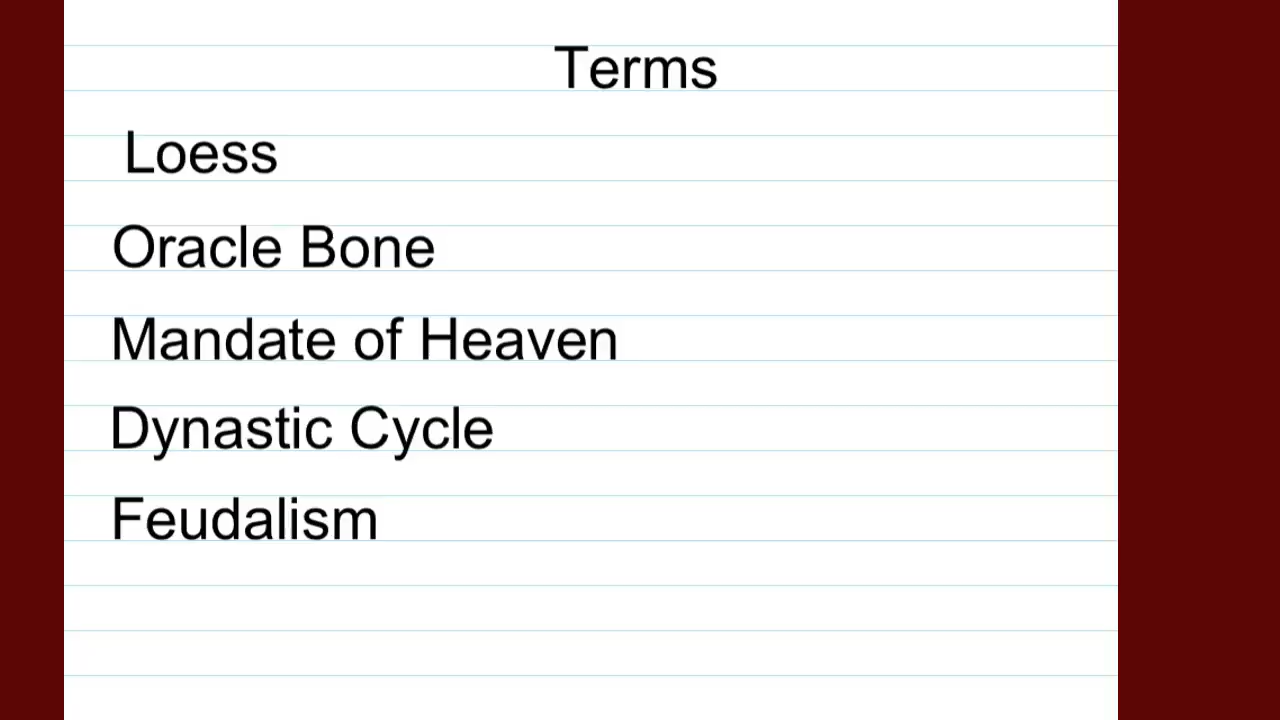 Terms
Loess
Oracle Bone
Mandate of Heaven
Dynastic Cycle
Feudalism